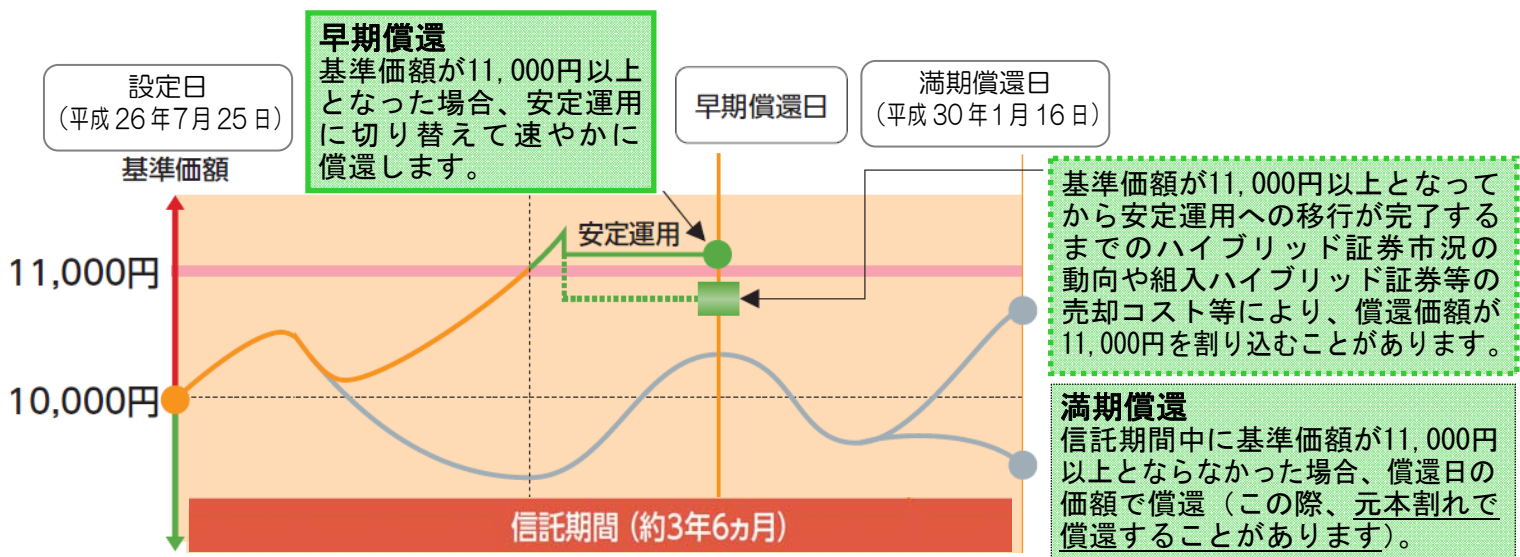 早期償還
基準価額が11,000円以上
となった場合、安定運用
に切り替えて速やかに
償還します。
設定日
(平成26年7月25日)
早期償還日
満期償還日
(平成30年1月16日)
基準価額
安定運用
11,000円
10,000円
基準価額が11,000円以上となって
から安定運用への移行が完了する
までのハイブリッド証券市況の
動向や組入ハイブリッド証券等の
売却コスト等により、償還価額が
11,000円を割り込むことがあります。
満期償還
信託期間中に基準価額が11,000円
以上とならなかった場合、償還日の
価額で償還（この際、元本割れで
償還することがあります）。
信託期間（約3年6ヵ月）